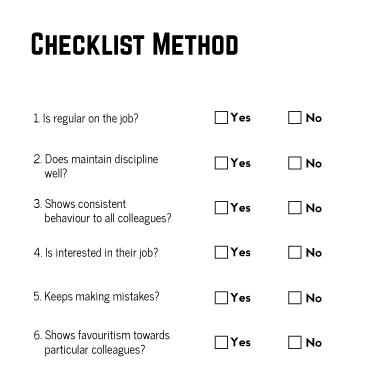 Checklist Method
1. Is regular on the job? Yes No
2. Does maintain discipline
well? Yes No
3. Shows consistent
behaviour to all colleagues? Yes No
4. Is interested in their job? Yes No
5. Keeps making mistakes? Yes No
6. Shows favouritism towards
particular colleagues? Yes No